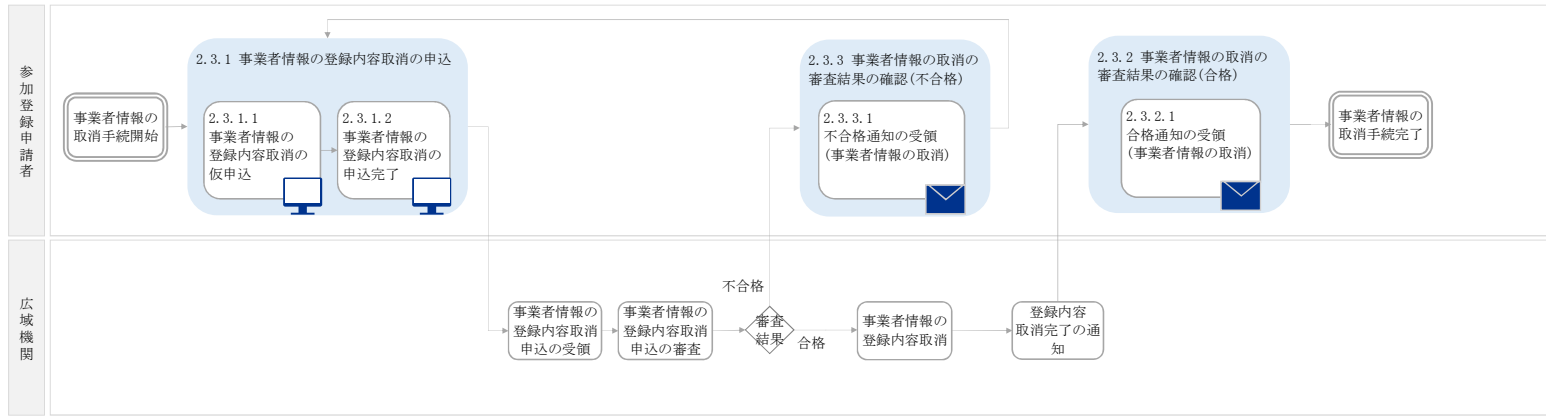 参加登録申請者
事業者情報の
取消手続開始
2.3.1 事業者情報の登録内容取消の申込
2.3.1.1
事業者情報の
登録内容取消の
仮申込
2.3.1.2
事業者情報の
登録内容取消の
申込完了
2.3.3 事業者情報の取消の
審査結果の確認(不合格)
2.3.3.1
不合格通知の受領
(事業者情報の取消)
2.3.2 事業者情報の取消の
審査結果の確認(合格)
2.3.2.1
合格通知の受領
(事業者情報の取消)
事業者情報の
取消手続完了
広域機関
事業者情報の
登録内容取消
申込の受領
事業者情報の
登録内容取消
申込の審査
不合格
審査
結果
合格
事業者情報の
登録内容取消
登録内容
取消完了の通
知